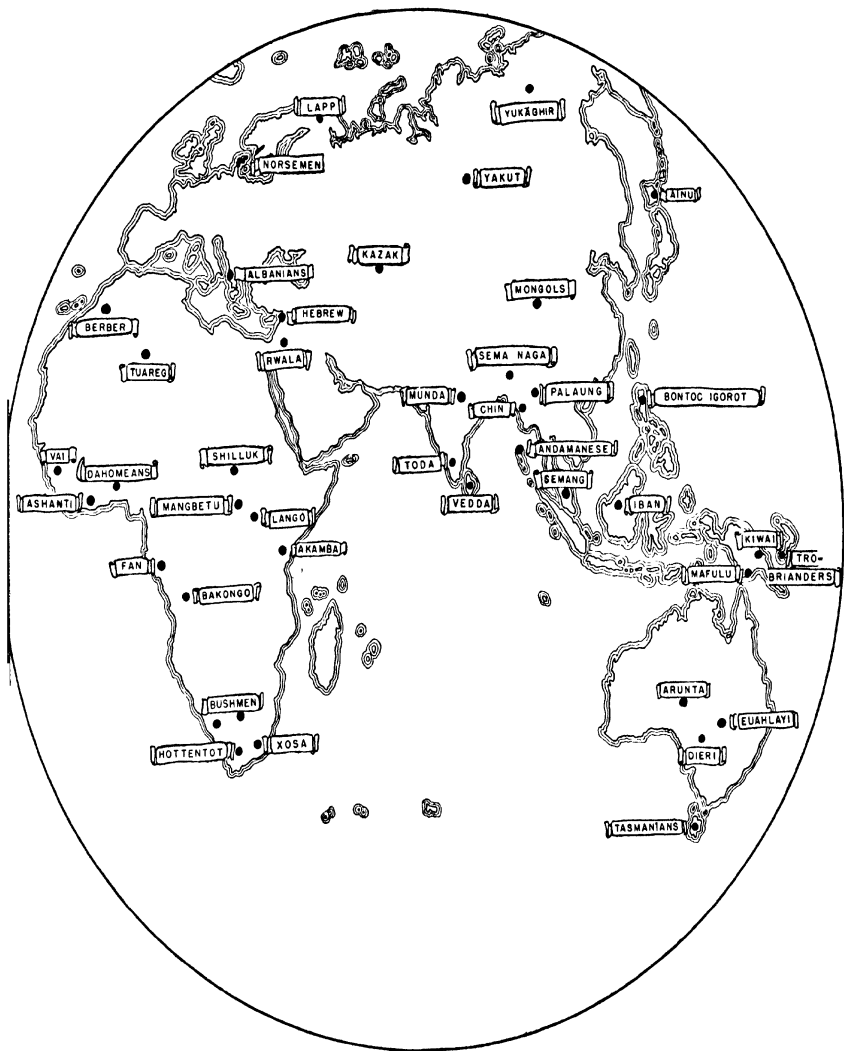 LAPP
YUKAGHIR
NORSEMEN
YAKUT
AINU
KAZAK
ALBANIANS
MONGOLS
HEBREW
BERBER
RWALA
SEMA NAGA
TUAREG
MUNDA
PALAUNG
BONTOC IGOROT
CHIN
VAI
SHILLUK
ANDAMANESE
TODA
DAHOMEANS
SEMANG
ASHANTI
MANGBETU
VEDDA
IBAN
LANGO
KIWAI
AKAMBA
TRO-
BRIANDERS
FAN
MAFULU
BAKONGO
ARUNTA
BUSHMEN
EUAHLAYI
HOTTENTOT
XOSA
DIERI
TASMANIANS